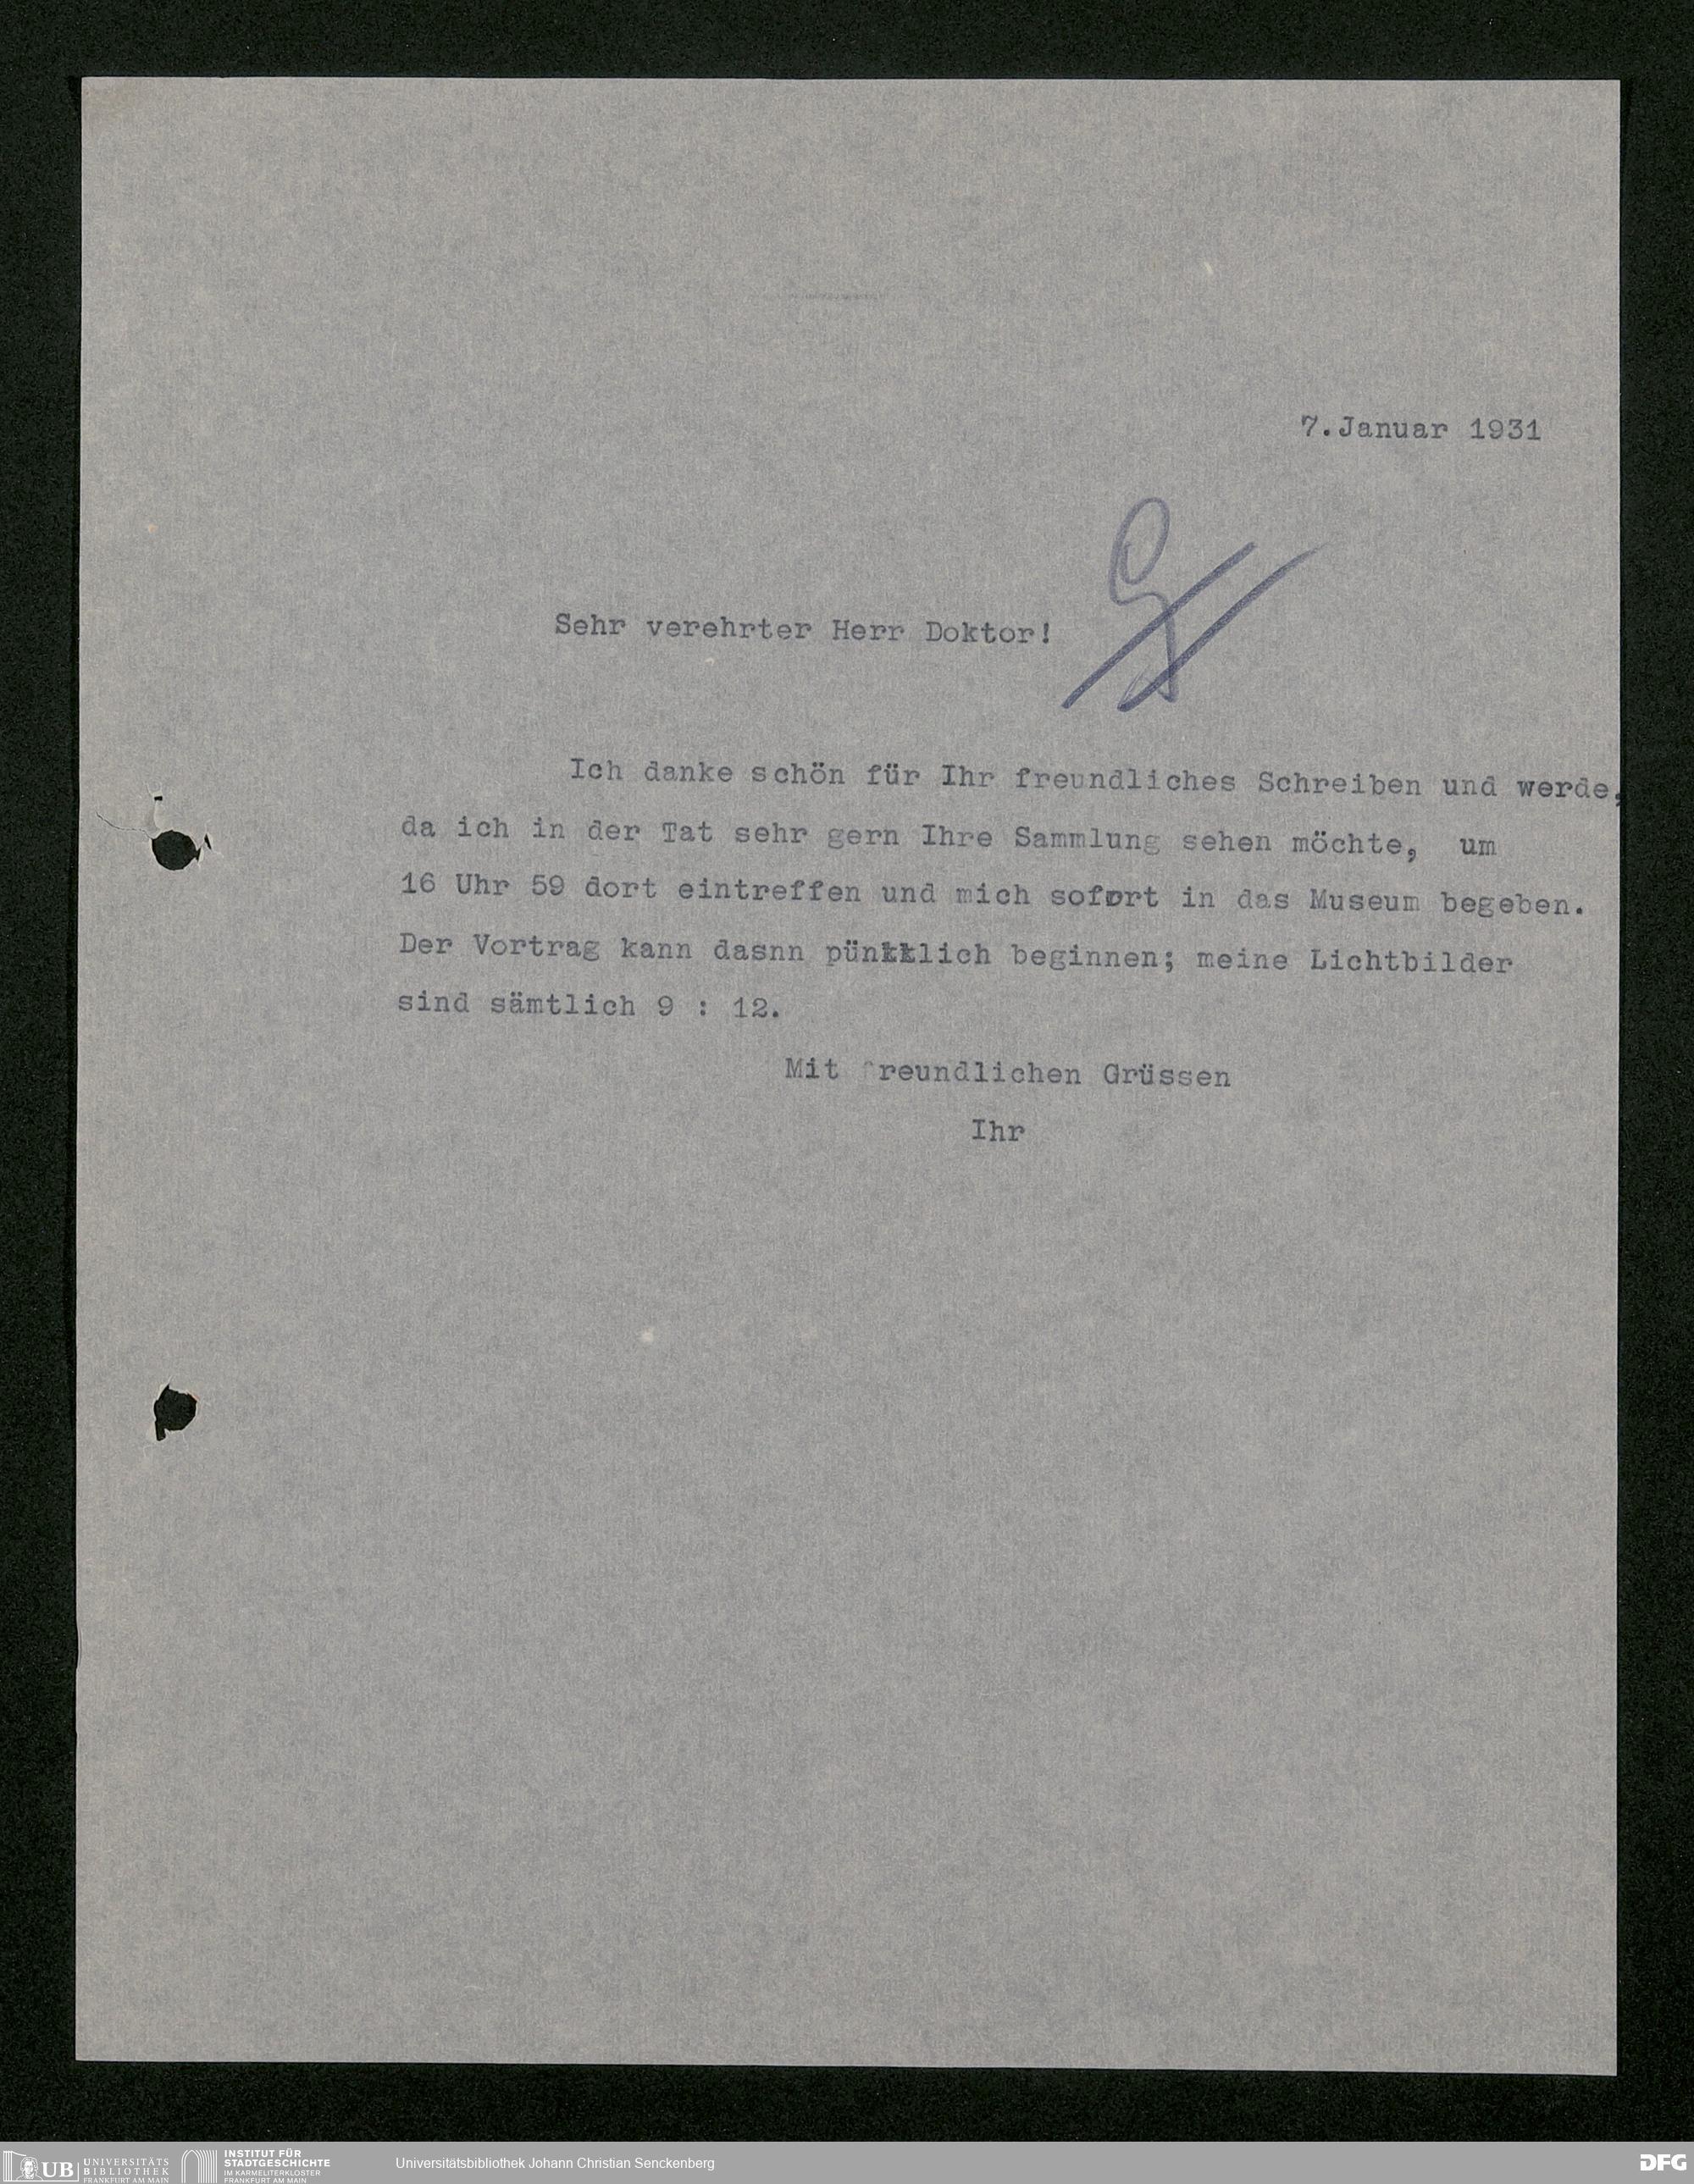 7.Januar 1931
Sehr verehrter Herr Doktor!
Ich danke schön für Ihr freundliches Schreiben und werde,
da ich in der Tat sehr gern Ihre Sammlung sehen möchte, um
16 Uhr 59 dort eintreffen und mich sofort in das Museum begeben.
Der Vortrag kann dasnn pünktlich beginnen; meine Lichtbilder
sind sämtlich 9 : 12.
Mit freundlichen Grüssen
Ihr
UB UNIVERSITÄTS
BIBLIOTHEK
FRANKFURT AM MAIN
INSTITUT FÜR
STADTGESCHICHTE
IM KARMELITERKLOSTER
FRANKFURT AM MAIN
Universitätsbibliothek Johann Christian Senckenberg
DFG